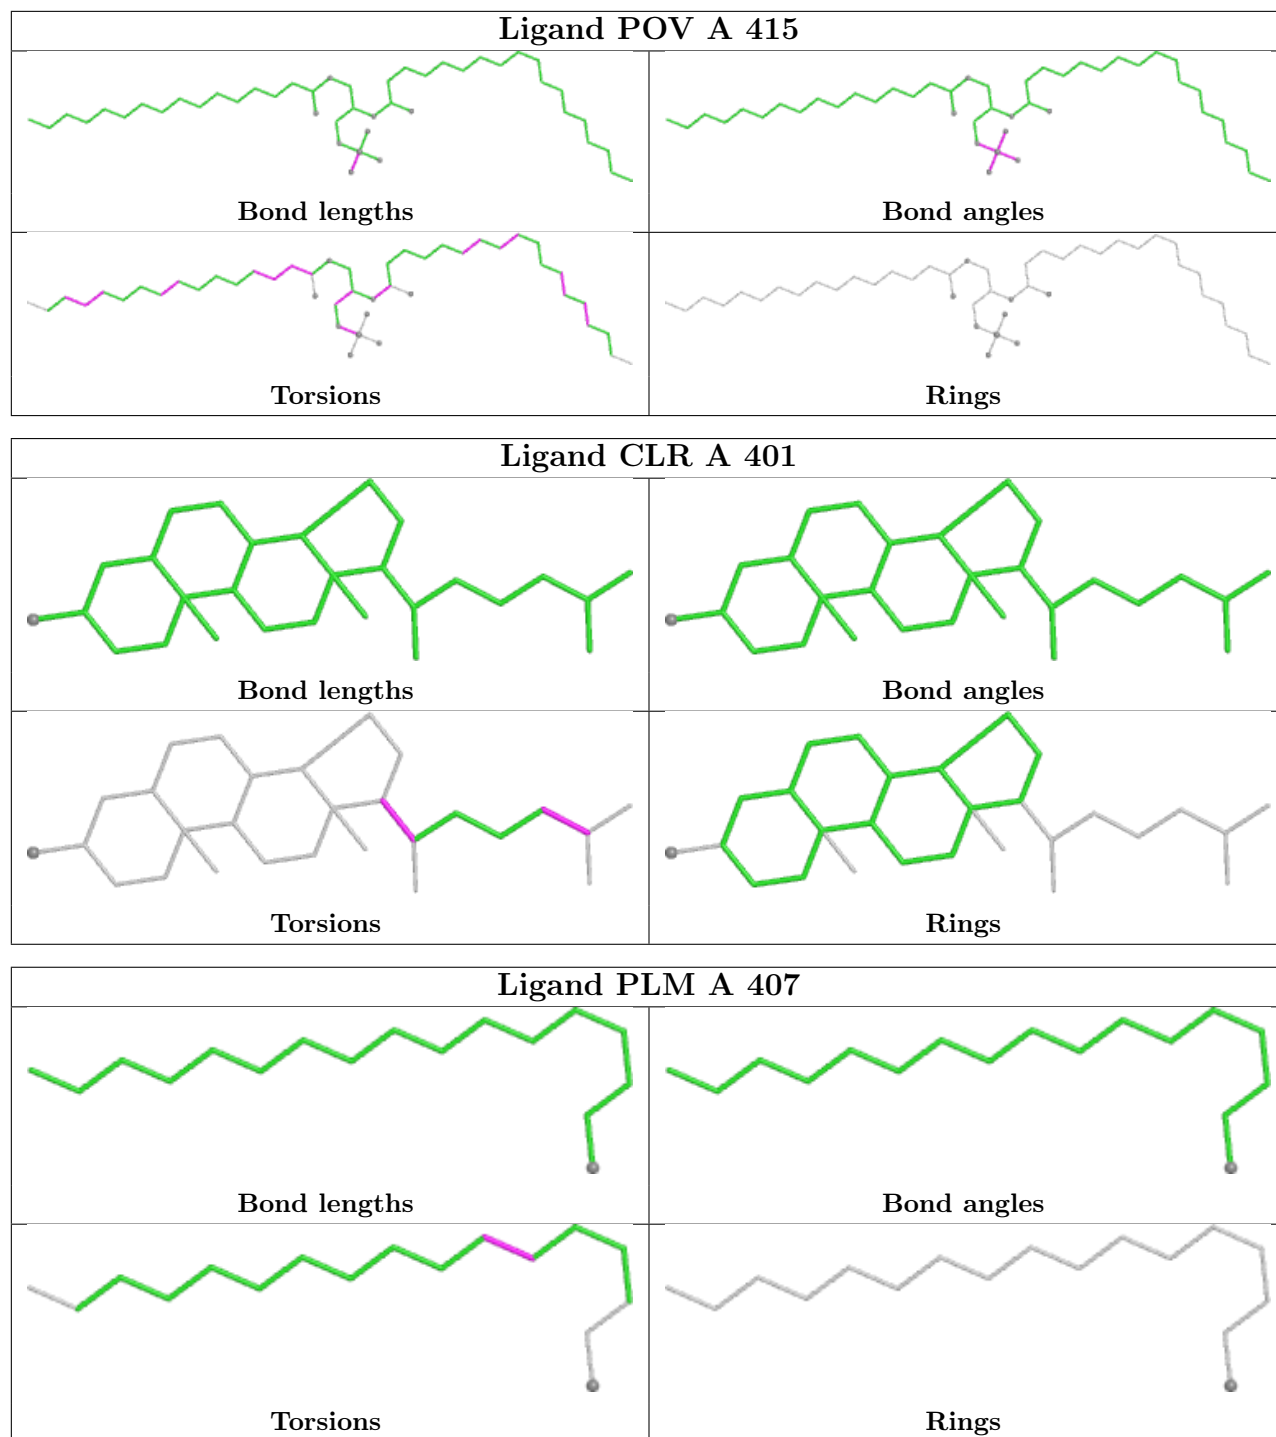 Ligand POV A 415
Bond lengths
Bond angles
Torsions
Rings
Ligand CLR A 401
Bond lengths
Bond angles
Torsions
Rings
Ligand PLM A 407
Bond lengths
Bond angles
Torsions
Rings